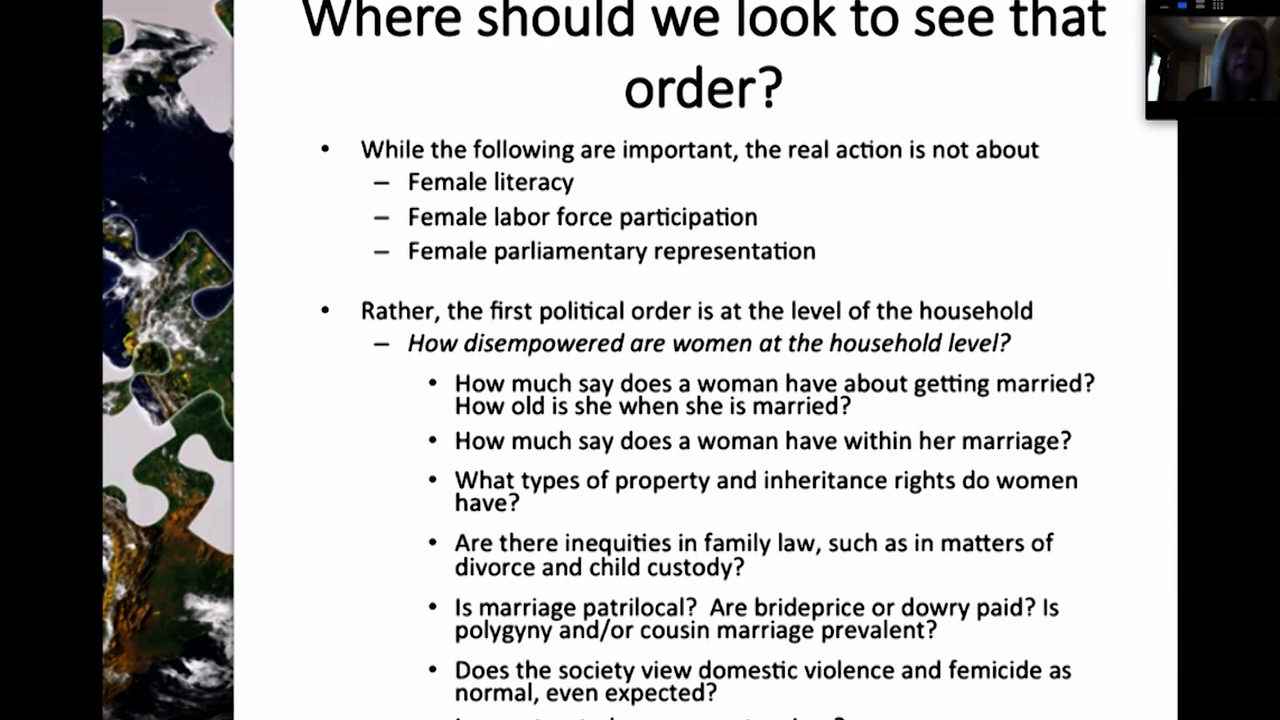 Where should we look to see that
order?
• While the following are important, the real action is not about
– Female literacy
– Female labor force participation
– Female parliamentary representation
• Rather, the first political order is at the level of the household
– How disempowered are women at the household level?
• How much say does a woman have about getting married?
How old is she when she is married?
• How much say does a woman have within her marriage?
• What types of property and inheritance rights do women
have?
• Are there inequities in family law, such as in matters of
divorce and child custody?
• Is marriage patrilocal? Are brideprice or dowry paid? Is
polygyny and/or cousin marriage prevalent?
• Does the society view domestic violence and femicide as
normal, even expected?